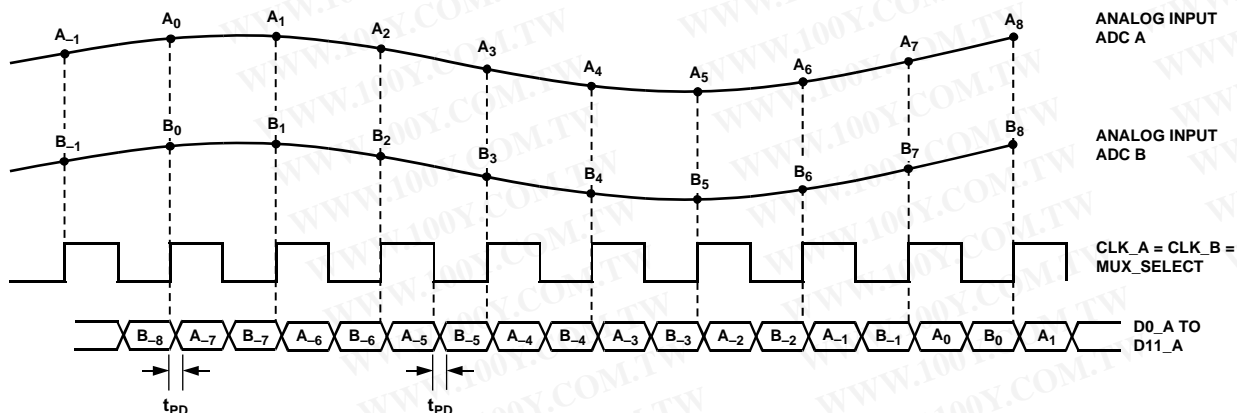 A–1 A0 A1 A2 A3 A4 A5 A6 A7 A8
ANALOG INPUT
ADC A
B–1 B0 B1 B2 B3 B4 B5 B6 B7 B8
ANALOG INPUT
ADC B
CLK_A = CLK_B =
MUX_SELECT
B–8 A–7 B–7 A–6 B–6 A–5 B–5 A–4 B–4 A–3 B–3 A–2 B–2 A–1 B–1 A0 B0 A1
D0_A TO
D11_A
tPD tPD
WWW.100Y.COM.TW